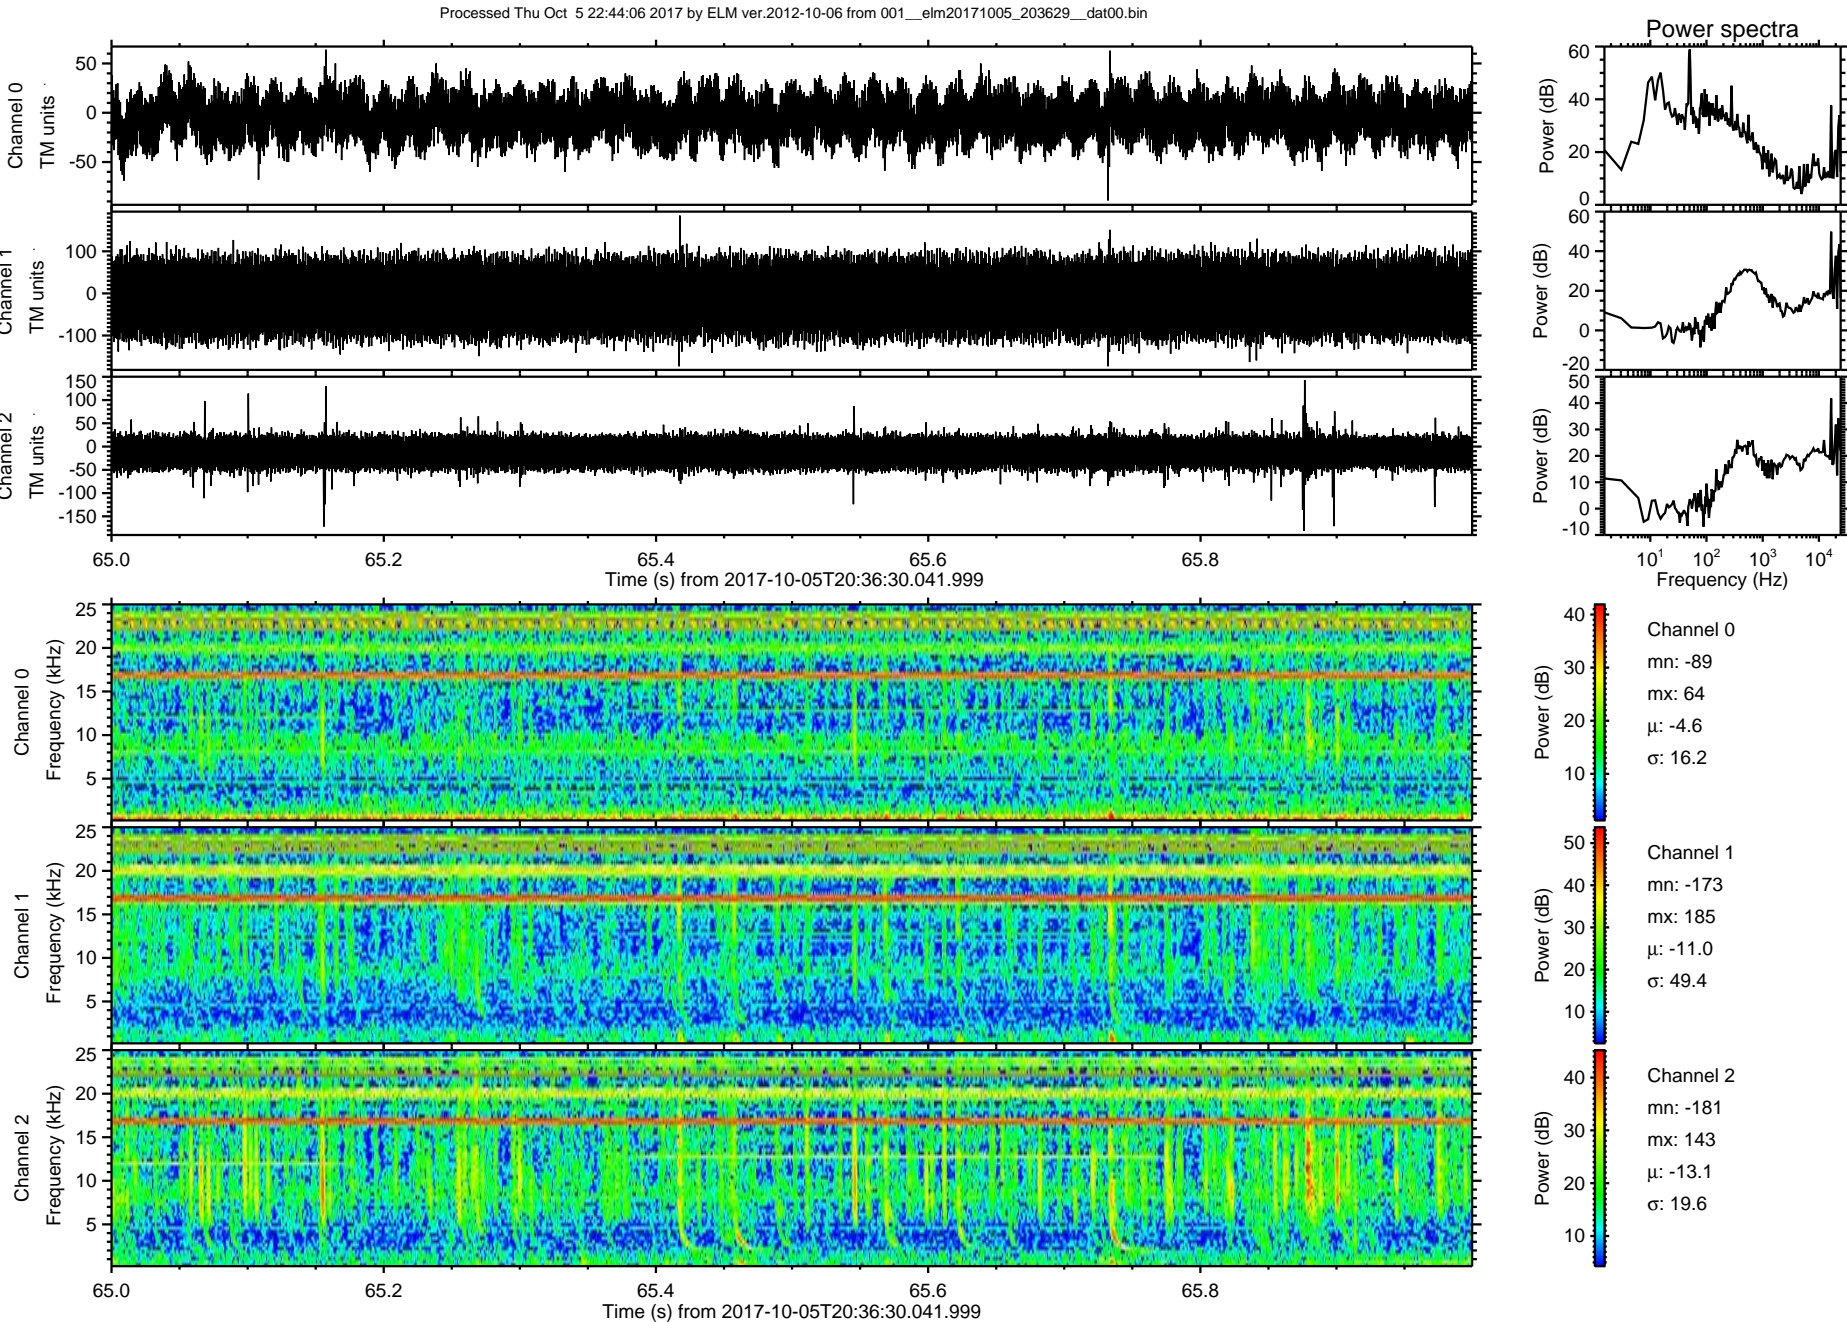 Processed Thu Oct  5 22:44:06 2017 by ELM ver.2012-10-06 from 001__elm20171005_203629__dat00.bin
Power spectra
Channel 0
TM units
50
0
-50
Power (dB)
60
40
20
0
Channel 1
TM units
100
0
-100
Power (dB)
60
40
20
0
-20
Channel 2
TM units
150
100
50
0
-50
-100
-150
Power (dB)
50
40
30
20
10
0
-10
65.0 65.2 65.4 65.6 65.8
Time (s) from 2017-10-05T20:36:30.041.999
10^1 10^2 10^3 10^4
Frequency (Hz)
Channel 0
Frequency (kHz)
25
20
15
10
5
Power (dB)
40
30
20
10
Channel 0
mn: -89
mx: 64
μ: -4.6
σ: 16.2
Channel 1
Frequency (kHz)
25
20
15
10
5
Power (dB)
50
40
30
20
10
Channel 1
mn: -173
mx: 185
μ: -11.0
σ: 49.4
Channel 2
Frequency (kHz)
25
20
15
10
5
Power (dB)
40
30
20
10
Channel 2
mn: -181
mx: 143
μ: -13.1
σ: 19.6
65.0 65.2 65.4 65.6 65.8
Time (s) from 2017-10-05T20:36:30.041.999